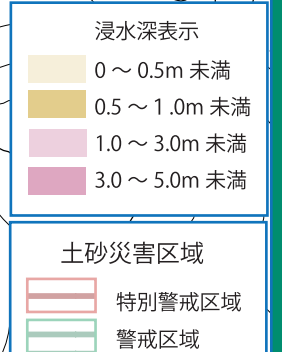 浸水深表示
0 ～ 0.5m 未満
0.5 ～ 1 .0m 未満
1.0 ～ 3.0m 未満
3.0 ～ 5.0m 未満
土砂災害区域
特別警戒区域
警戒区域